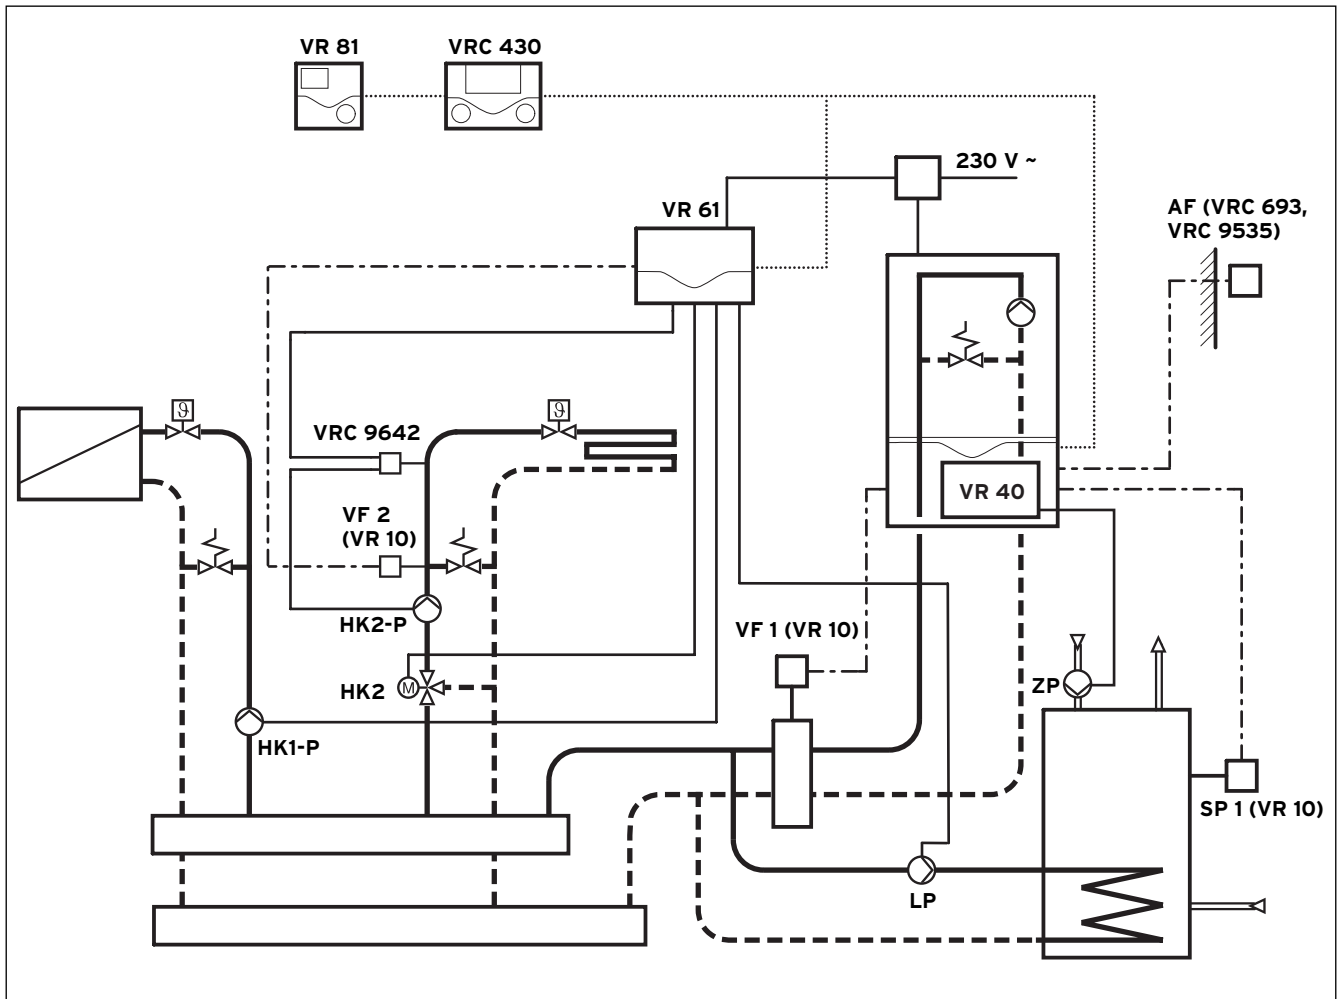 VR 81
VRC 430
230 V ~
VR 61
AF (VRC 693,
VRC 9535)
ϑ
ϑ
VRC 9642
VR 40
VF 2
(VR 10)
HK2-P
VF 1 (VR 10)
HK2
M
ZP
HK1-P
SP 1 (VR 10)
LP